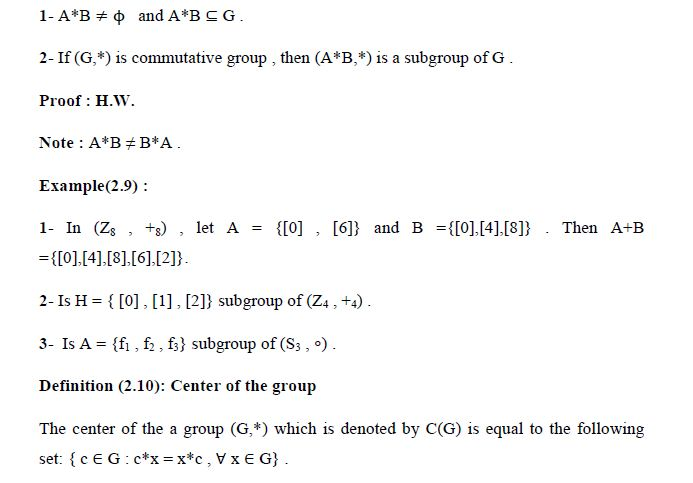 1- A*B ≠ ϕ and A*B ⊆ G .
2- If (G,*) is commutative group , then (A*B,*) is a subgroup of G .
Proof : H.W.
Note : A*B ≠ B*A .
Example(2.9) :
1- In (Z₈ , +₈) , let A = {[0] , [6]} and B ={[0],[4],[8]} . Then A+B
={[0],[4],[8],[6],[2]}.
2- Is H = { [0] , [1] , [2]} subgroup of (Z₄ , +₄) .
3- Is A = {f₁ , f₂ , f₃} subgroup of (S₃ , ∘) .
Definition (2.10): Center of the group
The center of the a group (G,*) which is denoted by C(G) is equal to the following
set: { c ∈ G : c*x = x*c , ∀ x ∈ G} .